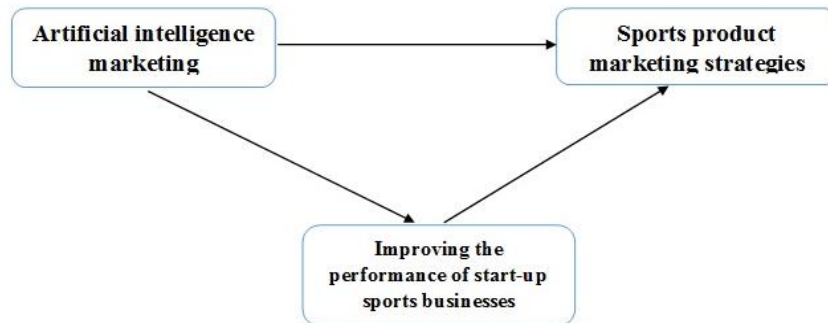 Artificial intelligence
marketing
Sports product
marketing strategies
Improving the
performance of start-up
sports businesses